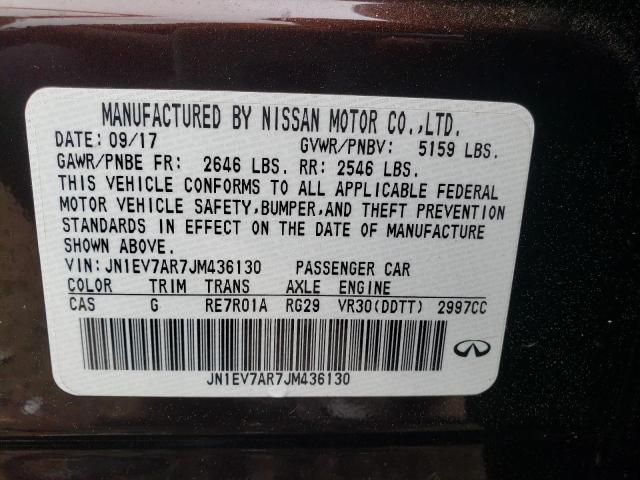 MANUFACTURED BY NISSAN MOTOR CO.,LTD.
DATE: 09/17 GVWR/PNBV: 5159 LBS.
GAWR/PNBE FR: 2646 LBS. RR: 2546 LBS.
THIS VEHICLE CONFORMS TO ALL APPLICABLE FEDERAL
MOTOR VEHICLE SAFETY,BUMPER,AND THEFT PREVENTION
STANDARDS IN EFFECT ON THE DATE OF MANUFACTURE
SHOWN ABOVE.
VIN:JN1EV7AR7JM436130 PASSENGER CAR
COLOR TRIM TRANS AXLE ENGINE
CAS G RE7R01A RG29 VR30(DDTT) 2997CC
JN1EV7AR7JM436130